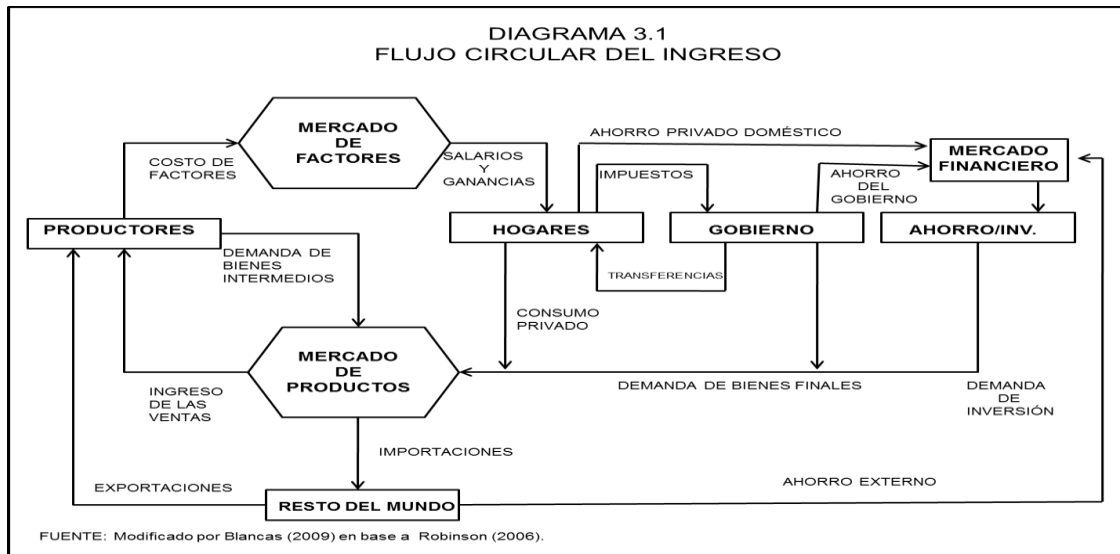 DIAGRAMA 3.1
FLUJO CIRCULAR DEL INGRESO
MERCADO
DE
FACTORES
COSTO DE
FACTORES
SALARIOS
Y
GANANCIAS
AHORRO PRIVADO DOMÉSTICO
IMPUESTOS
AHORRO
DEL
GOBIERNO
MERCADO
FINANCIERO
PRODUCTORES
HOGARES
GOBIERNO
AHORRO/INV.
DEMANDA DE
BIENES
INTERMEDIOS
TRANSFERENCIAS
CONSUMO
PRIVADO
MERCADO
DE
PRODUCTOS
INGRESO
DE LAS
VENTAS
DEMANDA DE BIENES FINALES
DEMANDA
DE
INVERSIÓN
IMPORTACIONES
EXPORTACIONES
RESTO DEL MUNDO
AHORRO EXTERNO
FUENTE: Modificado por Blancas (2009) en base a Robinson (2006).